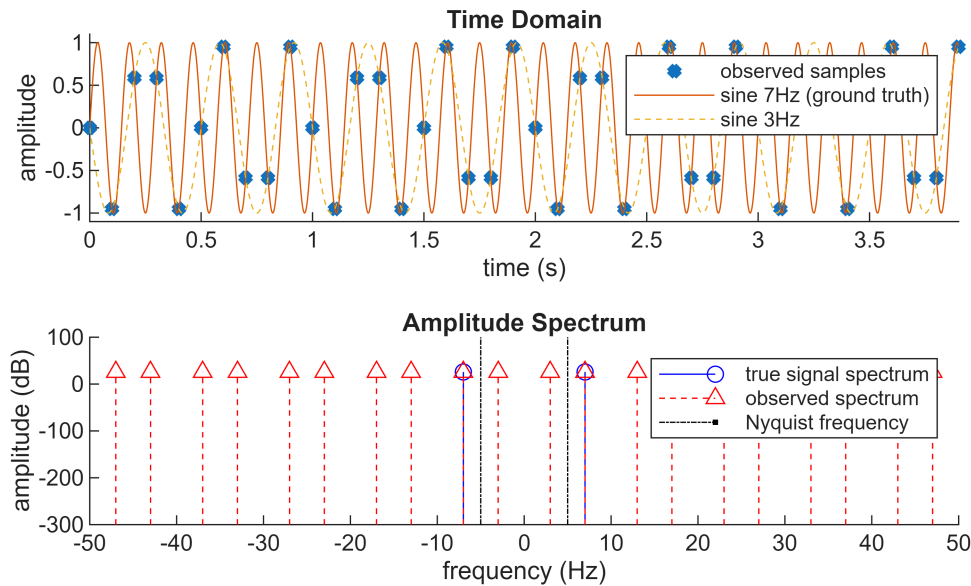 Time Domain
1
0.5
0
-0.5
-1
amplitude
observed samples
sine 7Hz (ground truth)
sine 3Hz
0 0.5 1 1.5 2 2.5 3 3.5
time (s)
Amplitude Spectrum
100
0
-100
-200
-300
amplitude (dB)
true signal spectrum
observed spectrum
Nyquist frequency
-50 -40 -30 -20 -10 0 10 20 30 40 50
frequency (Hz)